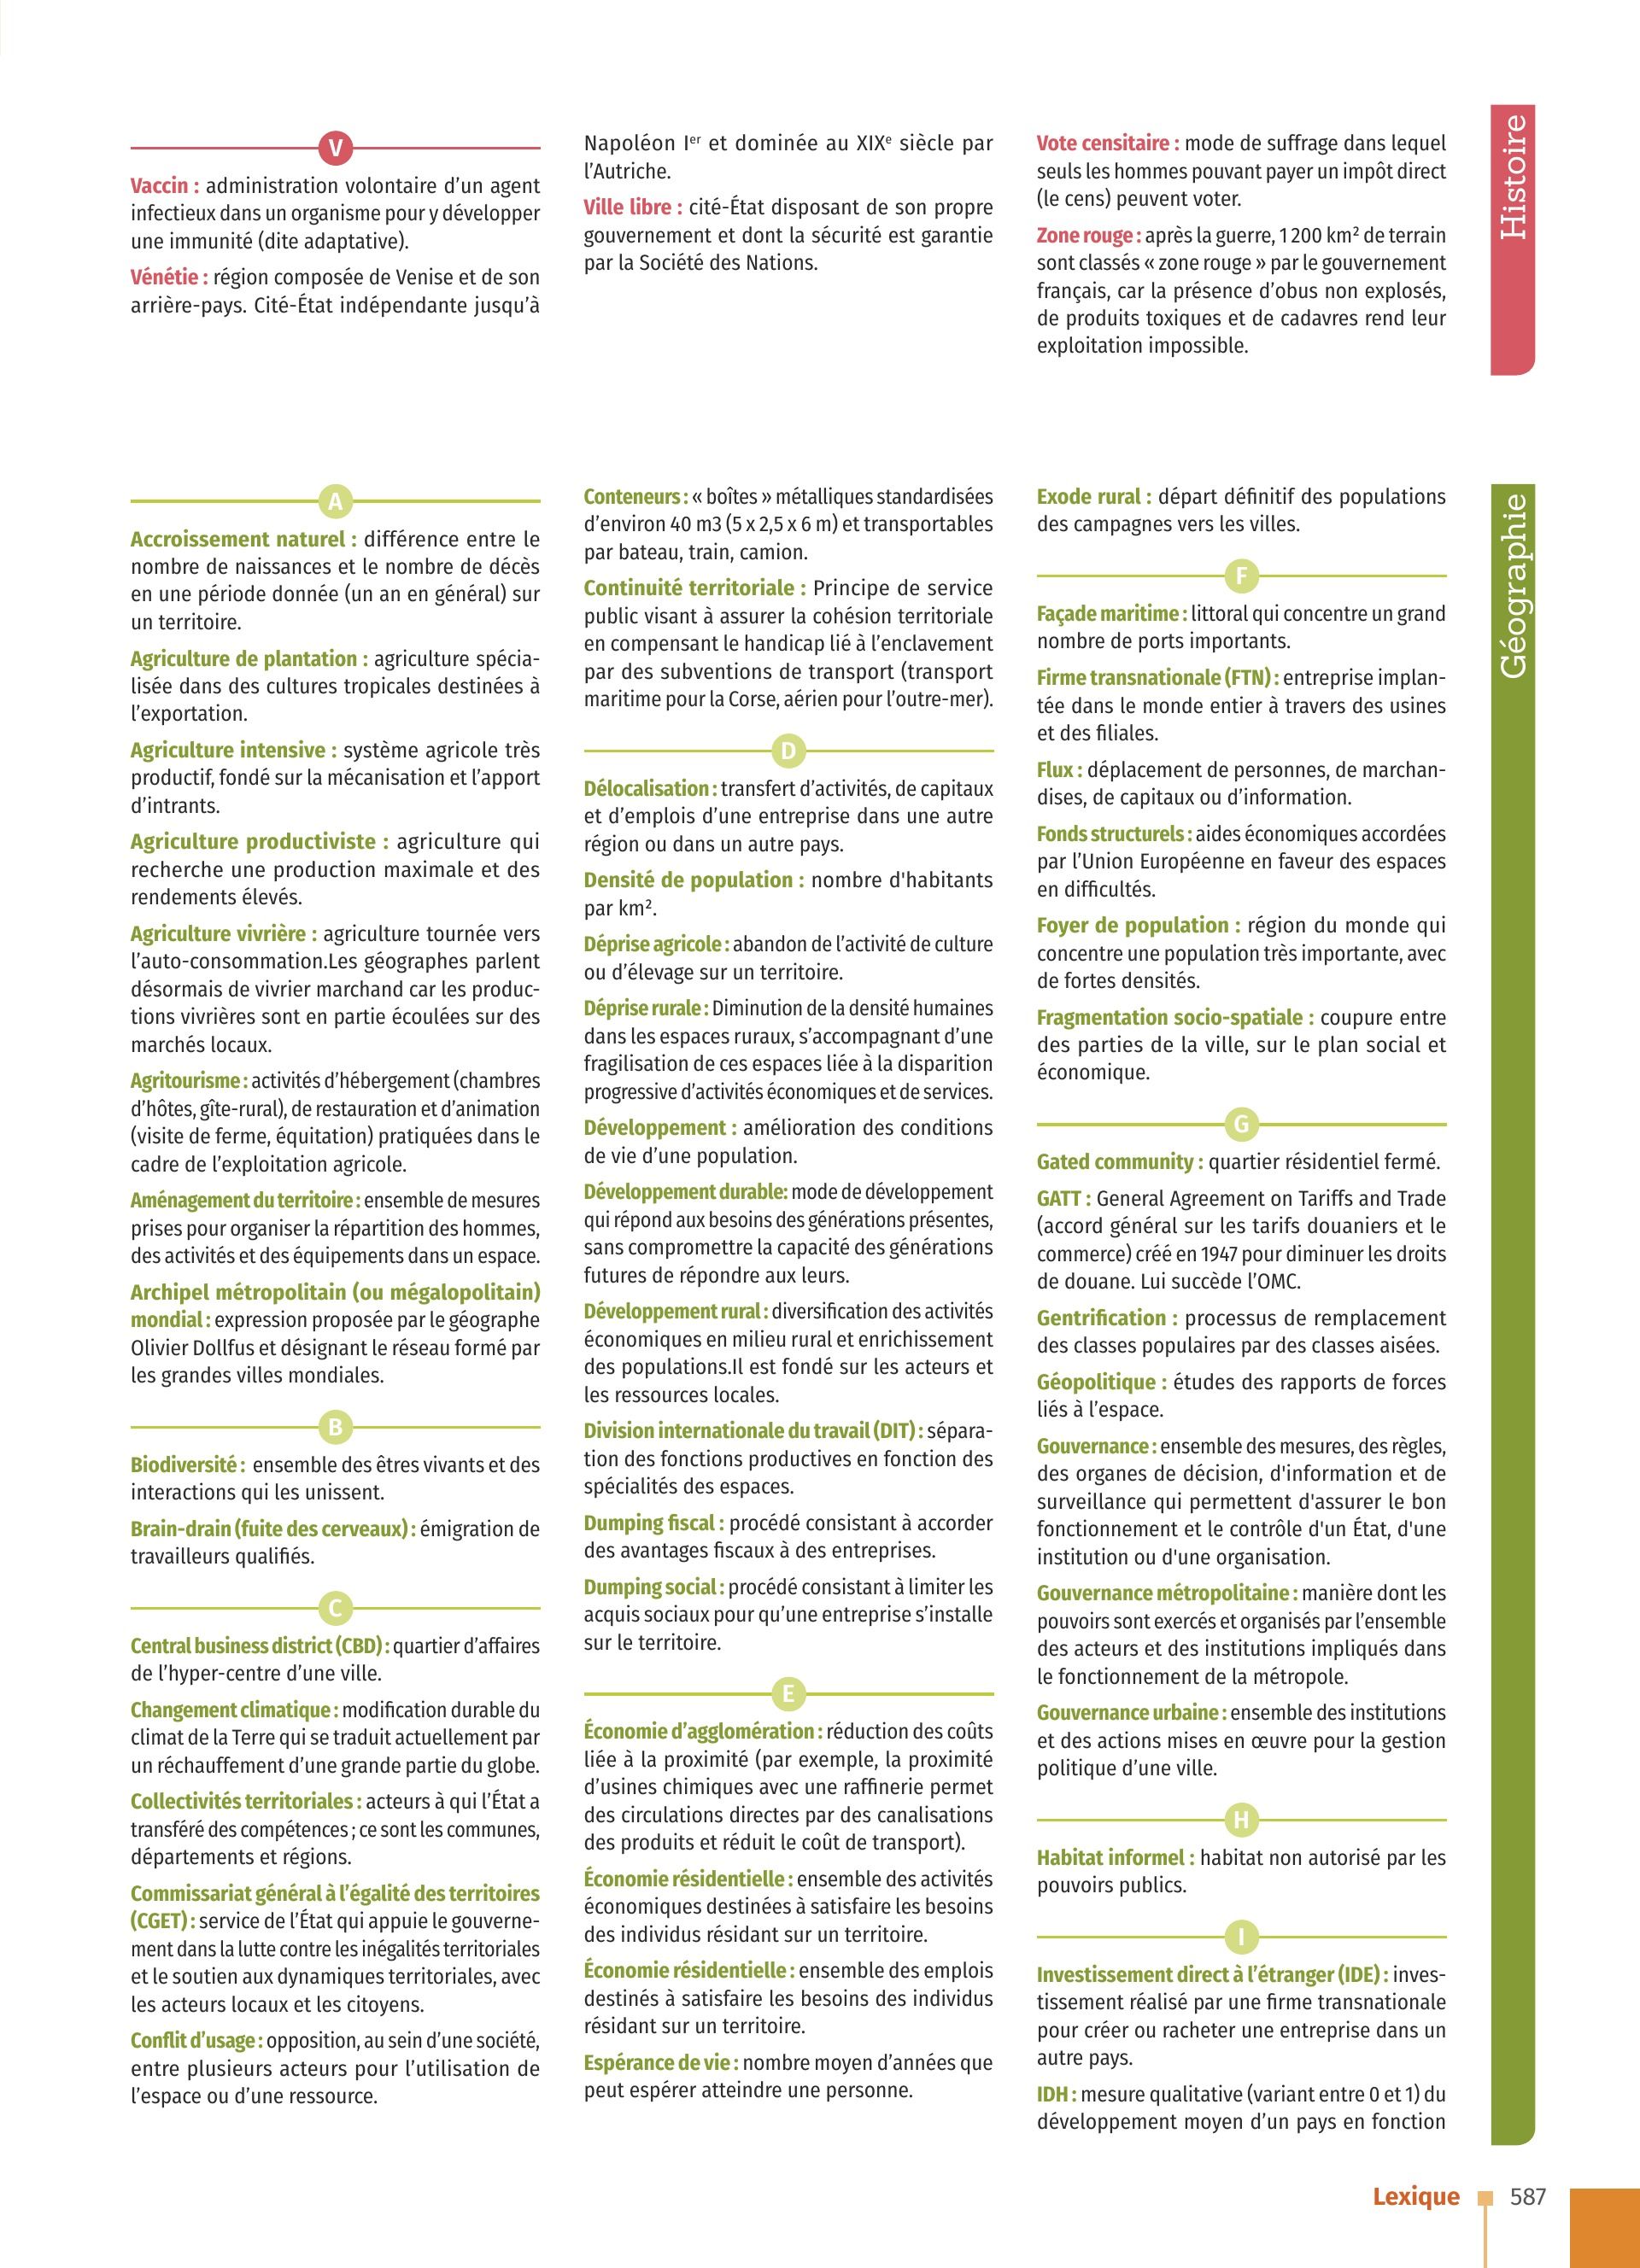 V
Vaccin : administration volontaire d’un agent
infectieux dans un organisme pour y développer
une immunité (dite adaptative).
Vénétie : région composée de Venise et de son
arrière-pays. Cité-État indépendante jusqu’à
Napoléon Ier et dominée au XIXe siècle par
l’Autriche.
Ville libre : cité-État disposant de son propre
gouvernement et dont la sécurité est garantie
par la Société des Nations.
Vote censitaire : mode de suffrage dans lequel
seuls les hommes pouvant payer un impôt direct
(le cens) peuvent voter.
Zone rouge : après la guerre, 1 200 km² de terrain
sont classés « zone rouge » par le gouvernement
français, car la présence d’obus non explosés,
de produits toxiques et de cadavres rend leur
exploitation impossible.
Histoire
A
Accroissement naturel : différence entre le
nombre de naissances et le nombre de décès
en une période donnée (un an en général) sur
un territoire.
Agriculture de plantation : agriculture spécia-
lisée dans des cultures tropicales destinées à
l’exportation.
Agriculture intensive : système agricole très
productif, fondé sur la mécanisation et l’apport
d’intrants.
Agriculture productiviste : agriculture qui
recherche une production maximale et des
rendements élevés.
Agriculture vivrière : agriculture tournée vers
l’auto-consommation.Les géographes parlent
désormais de vivrier marchand car les produc-
tions vivrières sont en partie écoulées sur des
marchés locaux.
Agritourisme : activités d’hébergement (chambres
d’hôtes, gîte-rural), de restauration et d’animation
(visite de ferme, équitation) pratiquées dans le
cadre de l’exploitation agricole.
Aménagement du territoire : ensemble de mesures
prises pour organiser la répartition des hommes,
des activités et des équipements dans un espace.
Archipel métropolitain (ou mégalopolitain)
mondial : expression proposée par le géographe
Olivier Dollfus et désignant le réseau formé par
les grandes villes mondiales.
B
Biodiversité : ensemble des êtres vivants et des
interactions qui les unissent.
Brain-drain (fuite des cerveaux) : émigration de
travailleurs qualifiés.
C
Central business district (CBD) : quartier d’affaires
de l’hyper-centre d’une ville.
Changement climatique : modification durable du
climat de la Terre qui se traduit actuellement par
un réchauffement d’une grande partie du globe.
Collectivités territoriales : acteurs à qui l’État a
transféré des compétences ; ce sont les communes,
départements et régions.
Commissariat général à l’égalité des territoires
(CGET) : service de l’État qui appuie le gouverne-
ment dans la lutte contre les inégalités territoriales
et le soutien aux dynamiques territoriales, avec
les acteurs locaux et les citoyens.
Conflit d’usage : opposition, au sein d’une société,
entre plusieurs acteurs pour l’utilisation de
l’espace ou d’une ressource.
Conteneurs : « boîtes » métalliques standardisées
d’environ 40 m3 (5 x 2,5 x 6 m) et transportables
par bateau, train, camion.
Continuité territoriale : Principe de service
public visant à assurer la cohésion territoriale
en compensant le handicap lié à l’enclavement
par des subventions de transport (transport
maritime pour la Corse, aérien pour l’outre-mer).
D
Délocalisation : transfert d’activités, de capitaux
et d’emplois d’une entreprise dans une autre
région ou dans un autre pays.
Densité de population : nombre d'habitants
par km².
Déprise agricole : abandon de l’activité de culture
ou d’élevage sur un territoire.
Déprise rurale : Diminution de la densité humaines
dans les espaces ruraux, s’accompagnant d’une
fragilisation de ces espaces liée à la disparition
progressive d’activités économiques et de services.
Développement : amélioration des conditions
de vie d’une population.
Développement durable: mode de développement
qui répond aux besoins des générations présentes,
sans compromettre la capacité des générations
futures de répondre aux leurs.
Développement rural : diversification des activités
économiques en milieu rural et enrichissement
des populations.Il est fondé sur les acteurs et
les ressources locales.
Division internationale du travail (DIT) : sépara-
tion des fonctions productives en fonction des
spécialités des espaces.
Dumping fiscal : procédé consistant à accorder
des avantages fiscaux à des entreprises.
Dumping social : procédé consistant à limiter les
acquis sociaux pour qu’une entreprise s’installe
sur le territoire.
E
Économie d’agglomération : réduction des coûts
liée à la proximité (par exemple, la proximité
d’usines chimiques avec une raffinerie permet
des circulations directes par des canalisations
des produits et réduit le coût de transport).
Économie résidentielle : ensemble des activités
économiques destinées à satisfaire les besoins
des individus résidant sur un territoire.
Économie résidentielle : ensemble des emplois
destinés à satisfaire les besoins des individus
résidant sur un territoire.
Espérance de vie : nombre moyen d’années que
peut espérer atteindre une personne.
Exode rural : départ définitif des populations
des campagnes vers les villes.
F
Façade maritime : littoral qui concentre un grand
nombre de ports importants.
Firme transnationale (FTN) : entreprise implan-
tée dans le monde entier à travers des usines
et des filiales.
Flux : déplacement de personnes, de marchan-
dises, de capitaux ou d’information.
Fonds structurels : aides économiques accordées
par l’Union Européenne en faveur des espaces
en difficultés.
Foyer de population : région du monde qui
concentre une population très importante, avec
de fortes densités.
Fragmentation socio-spatiale : coupure entre
des parties de la ville, sur le plan social et
économique.
G
Gated community : quartier résidentiel fermé.
GATT : General Agreement on Tariffs and Trade
(accord général sur les tarifs douaniers et le
commerce) créé en 1947 pour diminuer les droits
de douane. Lui succède l’OMC.
Gentrification : processus de remplacement
des classes populaires par des classes aisées.
Géopolitique : études des rapports de forces
liés à l’espace.
Gouvernance : ensemble des mesures, des règles,
des organes de décision, d'information et de
surveillance qui permettent d'assurer le bon
fonctionnement et le contrôle d'un État, d'une
institution ou d'une organisation.
Gouvernance métropolitaine : manière dont les
pouvoirs sont exercés et organisés par l’ensemble
des acteurs et des institutions impliqués dans
le fonctionnement de la métropole.
Gouvernance urbaine : ensemble des institutions
et des actions mises en œuvre pour la gestion
politique d’une ville.
H
Habitat informel : habitat non autorisé par les
pouvoirs publics.
I
Investissement direct à l’étranger (IDE) : inves-
tissement réalisé par une firme transnationale
pour créer ou racheter une entreprise dans un
autre pays.
IDH : mesure qualitative (variant entre 0 et 1) du
développement moyen d’un pays en fonction
Géographie
Lexique 587